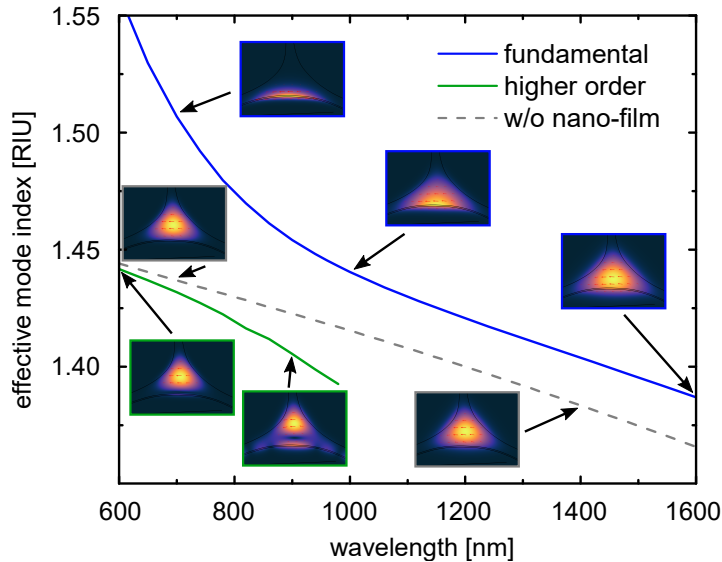 1.55
1.50
1.45
1.40
effective mode index [RIU]
fundamental
higher order
w/o nano-film
600
800
1000
1200
1400
1600
wavelength [nm]